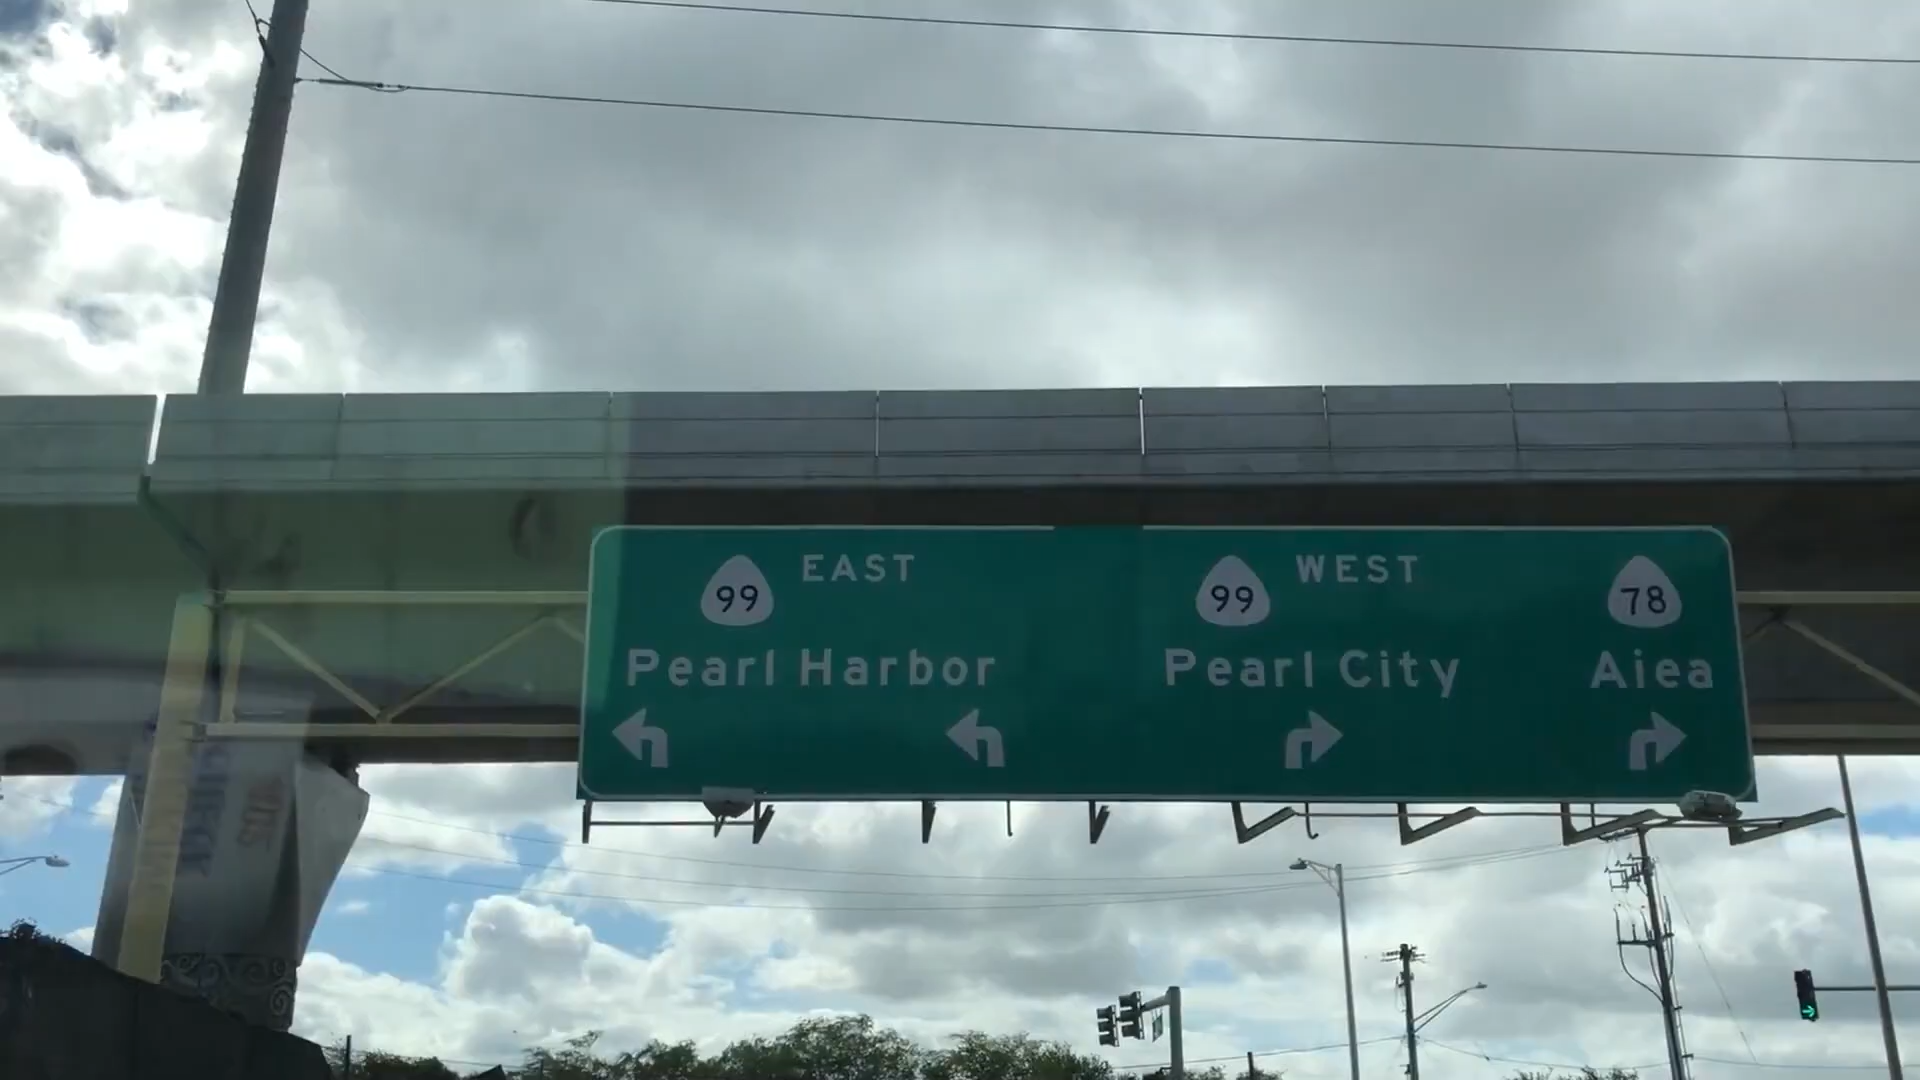 99 EAST
Pearl Harbor
99 WEST
Pearl City
78
Aiea